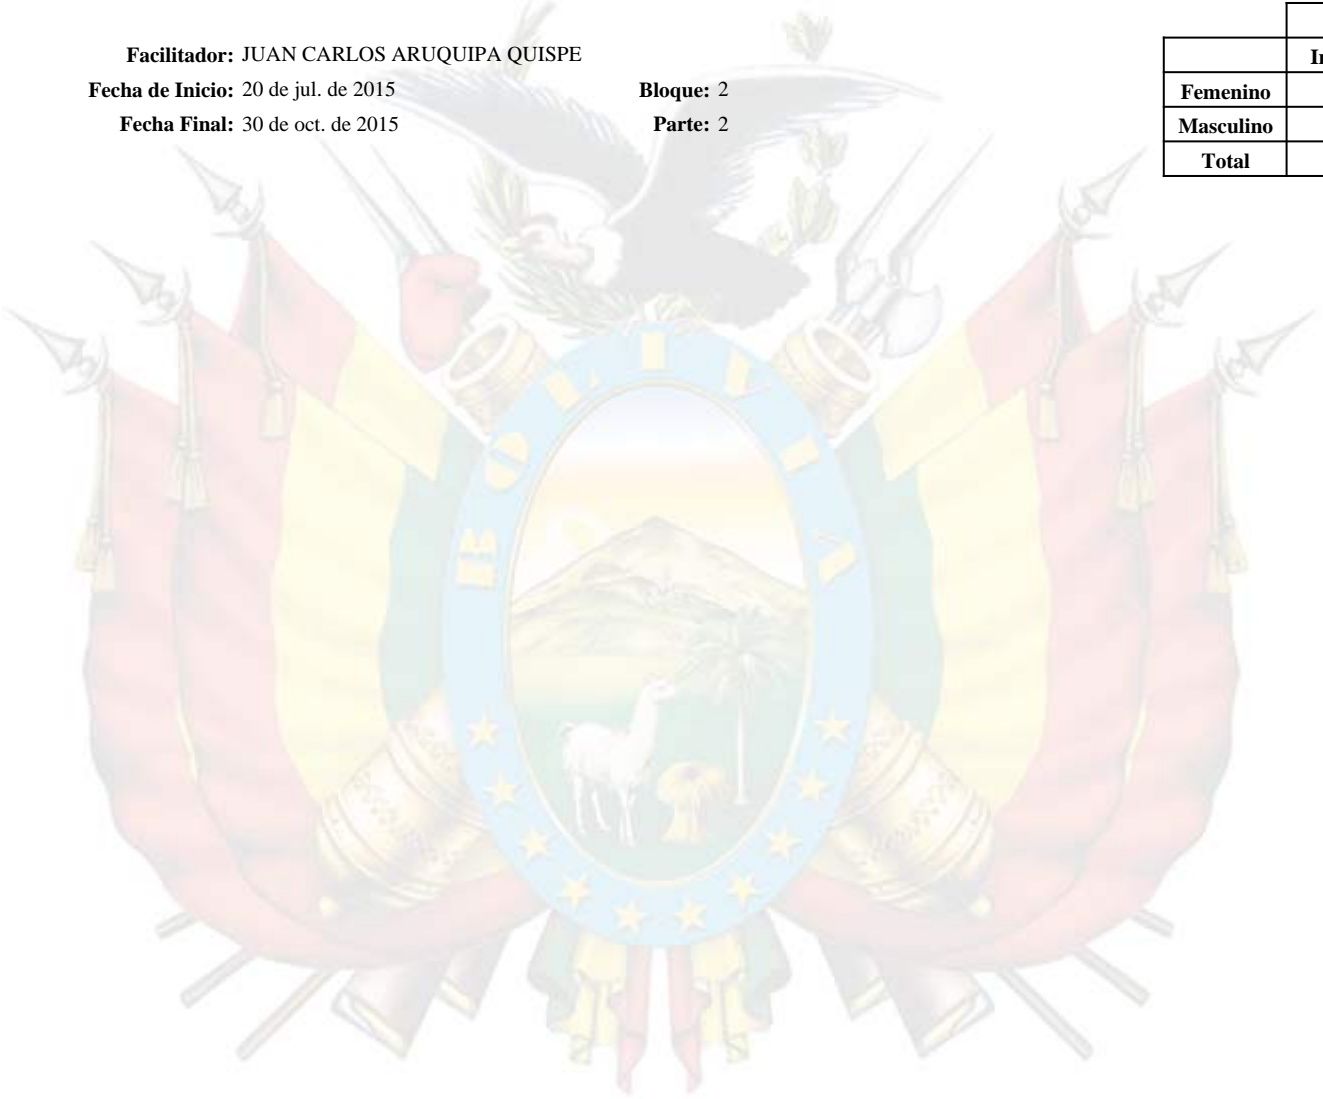 Facilitador: JUAN CARLOS ARUQUIPA QUISPE
Fecha de Inicio: 20 de jul. de 2015 Bloque: 2
Fecha Final: 30 de oct. de 2015 Parte: 2
Femenino
Masculino
Total
BOLIVIA